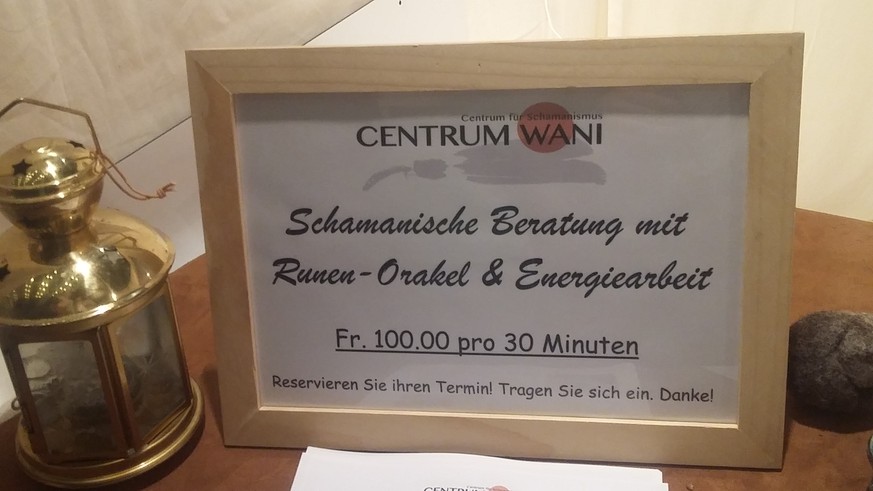 Centrum für Schamanismus
CENTRUM WANI
Schamanische Beratung mit
Runen-Orakel & Energiearbeit
Fr. 100.00 pro 30 Minuten
Reservieren Sie ihren Termin! Tragen Sie sich ein. Danke!